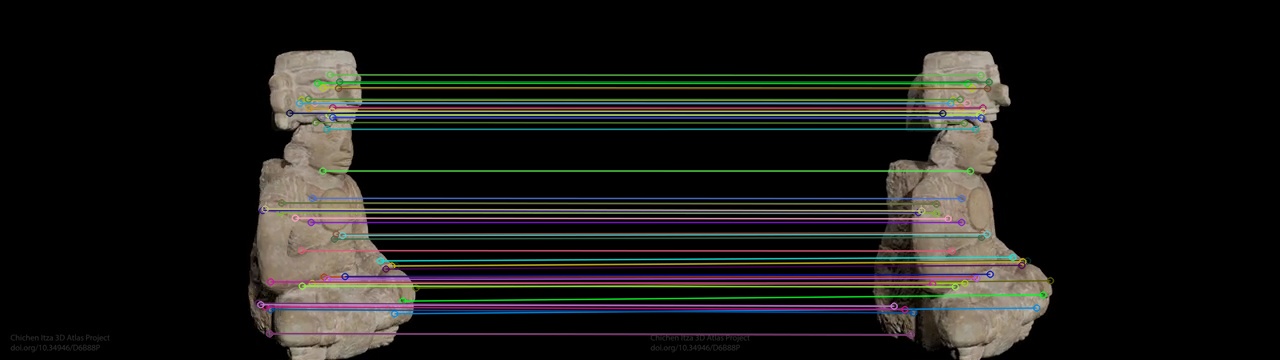 Chichen Itza 3D Atlas Project
doi.org/10.34946/D6B88P
Chichen Itza 3D Atlas Project
doi.org/10.34946/D6B88P